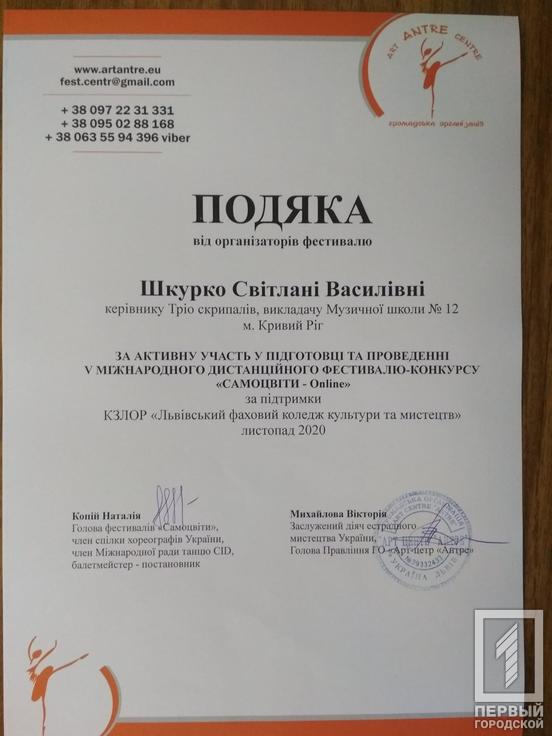 www.artantre.eu
fest.centr@gmail.com
+ 38 097 22 31 331
+ 38 095 02 88 168
+ 38 063 55 94 396 viber
ART ANTRE CENTRE
громадська організація
ПОДЯКА
від організаторів фестивалю
Шкурко Світлані Василівні
керівнику Тріо скрипалів, викладачу Музичної школи № 12
м. Кривий Ріг
ЗА АКТИВНУ УЧАСТЬ У ПІДГОТОВЦІ ТА ПРОВЕДЕННІ
V МІЖНАРОДНОГО ДИСТАНЦІЙНОГО ФЕСТИВАЛЮ-КОНКУРСУ
«САМОЦВІТИ - Online»
за підтримки
КЗЛОР «Львівський фаховий коледж культури та мистецтв»
листопад 2020
Копій Наталія
Голова фестивалів «Самоцвіти»,
член спілки хореографів України,
член Міжнародної ради танцю CID,
балетмейстер - постановник
Михайлова Вікторія
Заслужений діяч естрадного
мистецтва України,
Голова Правління ГО «Арт-центр «Антре»
УКРАЇНА ЛЬВІВ
ПЕРВЫЙ
ГОРОДСКОЙ